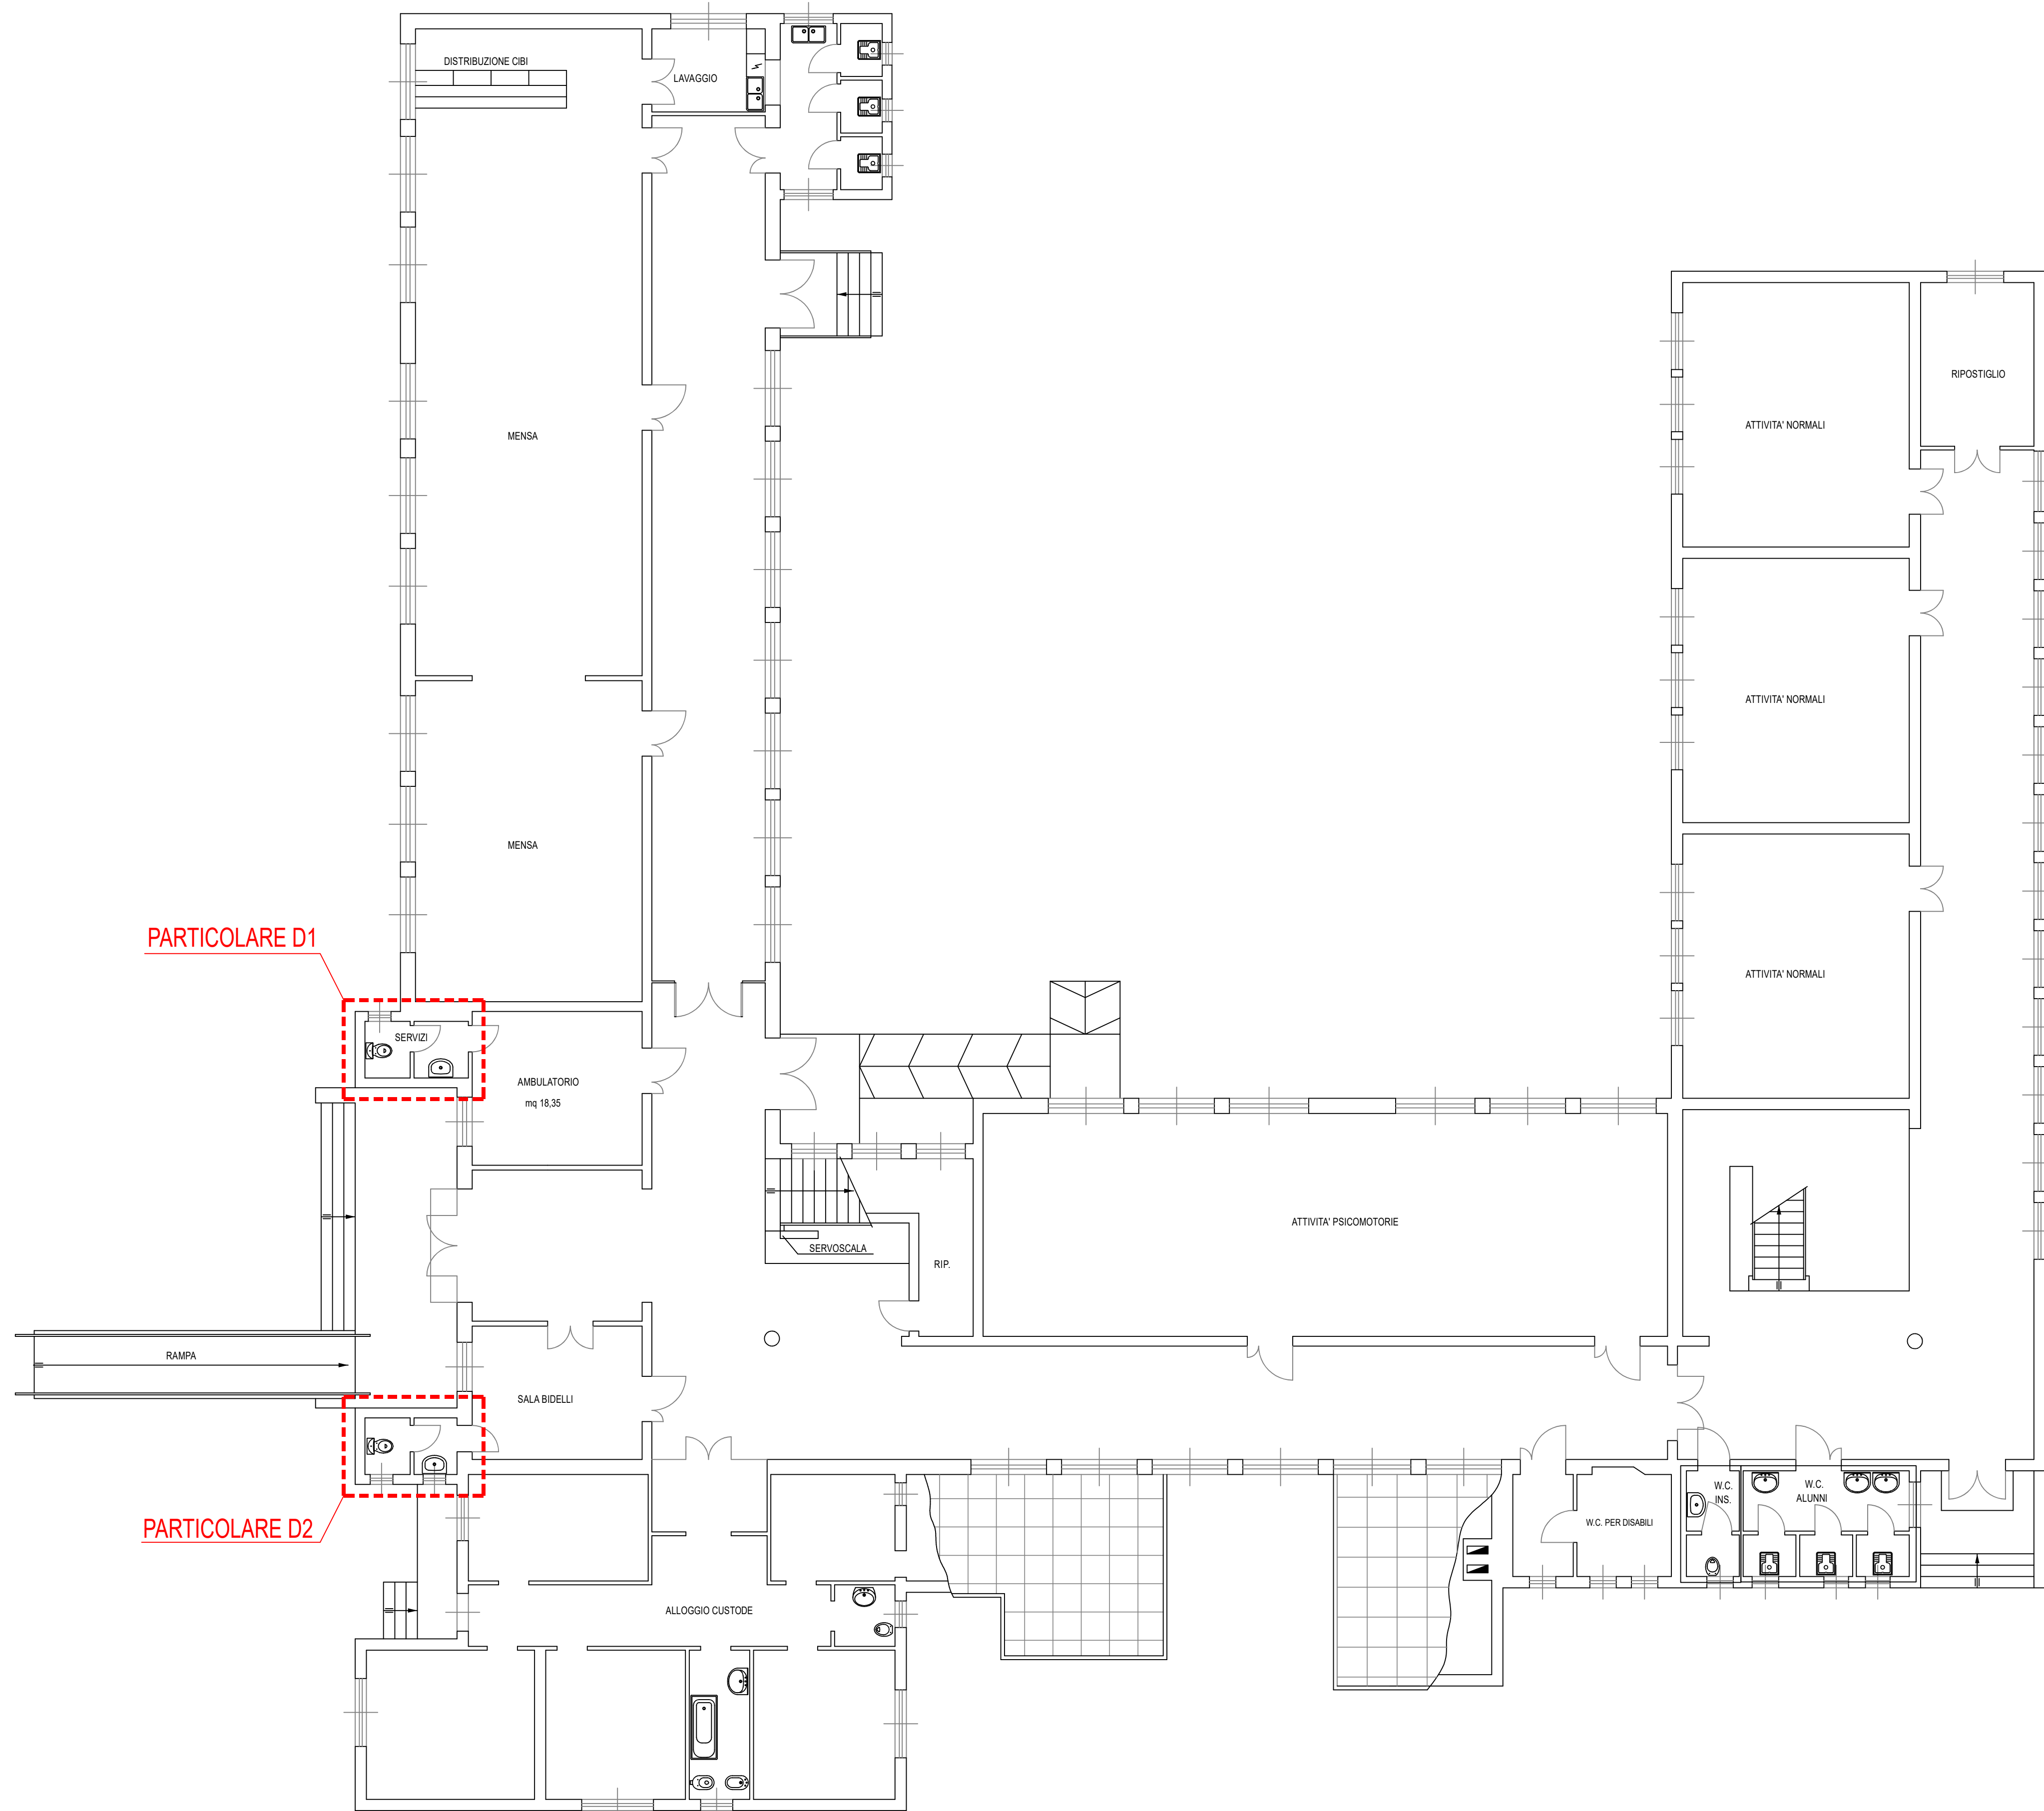 DISTRIBUZIONE CIBI
LAVAGGIO
RIPOSTIGLIO
ATTIVITA' NORMALI
MENSA
ATTIVITA' NORMALI
MENSA
PARTICOLARE D1
ATTIVITA' NORMALI
SERVIZI
AMBULATORIO
mq 18,35
ATTIVITA' PSICOMOTORIE
SERVOSCALA
RIP.
RAMPA
SALA BIDELLI
W.C.
INS.
W.C.
ALUNNI
PARTICOLARE D2
W.C. PER DISABILI
ALLOGGIO CUSTODE